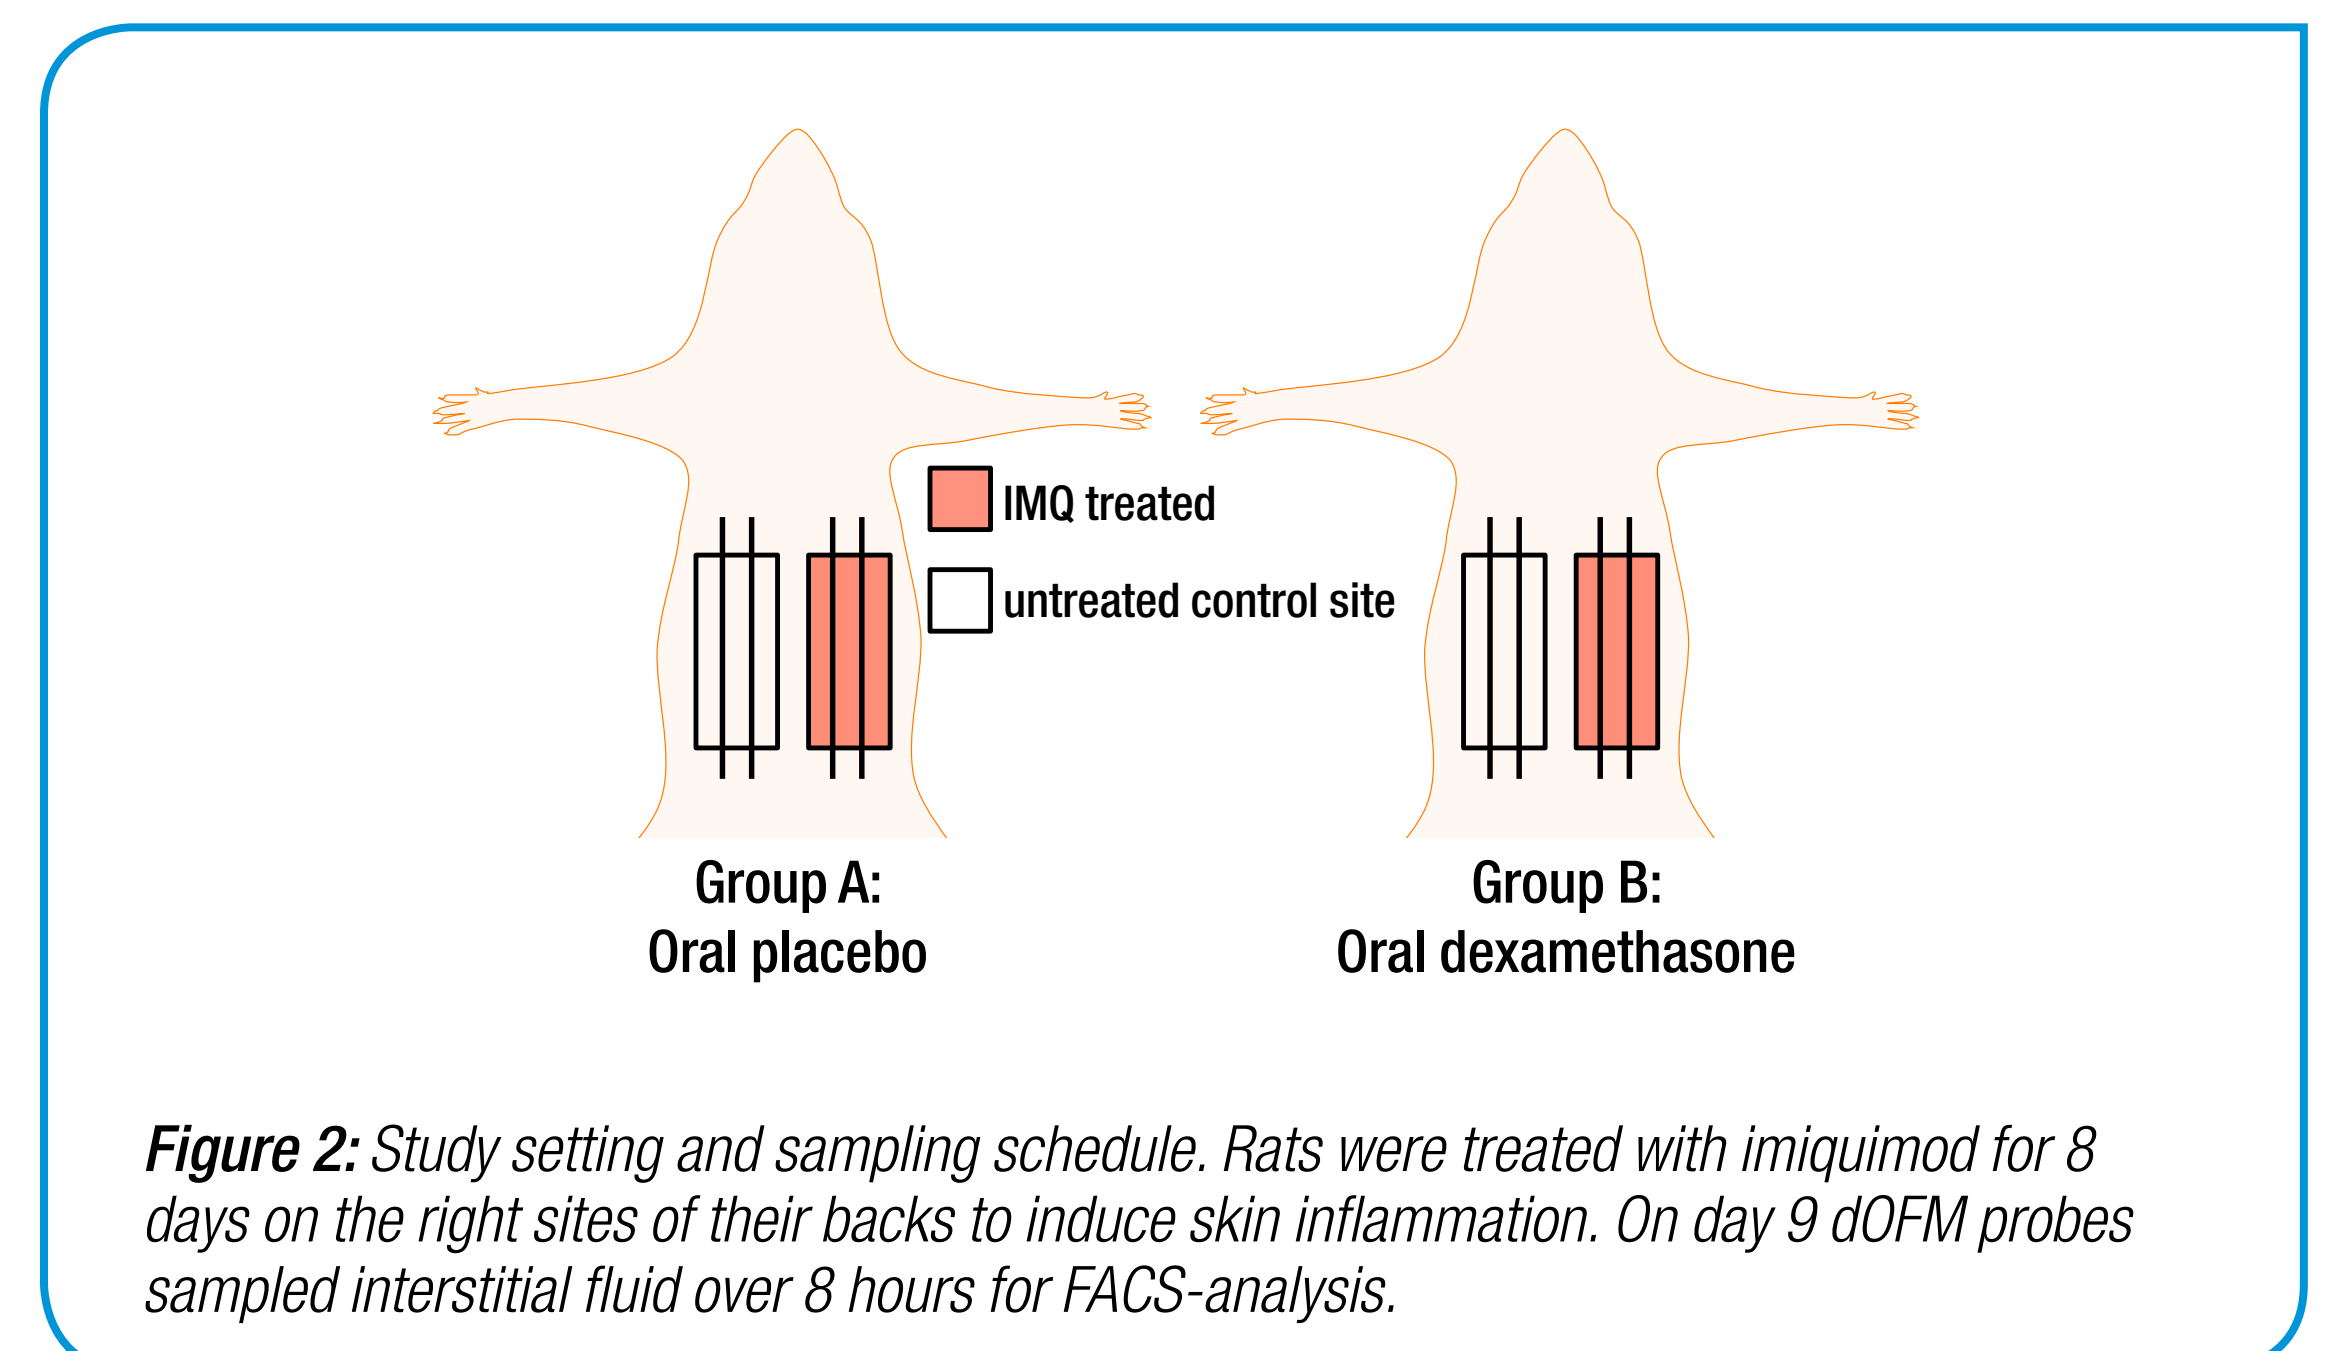 IMQ treated
untreated control site
Group A:
Oral placebo
Group B:
Oral dexamethasone
Figure 2: Study setting and sampling schedule. Rats were treated with imiquimod for 8
days on the right sites of their backs to induce skin inflammation. On day 9 dOFM probes
sampled interstitial fluid over 8 hours for FACS-analysis.